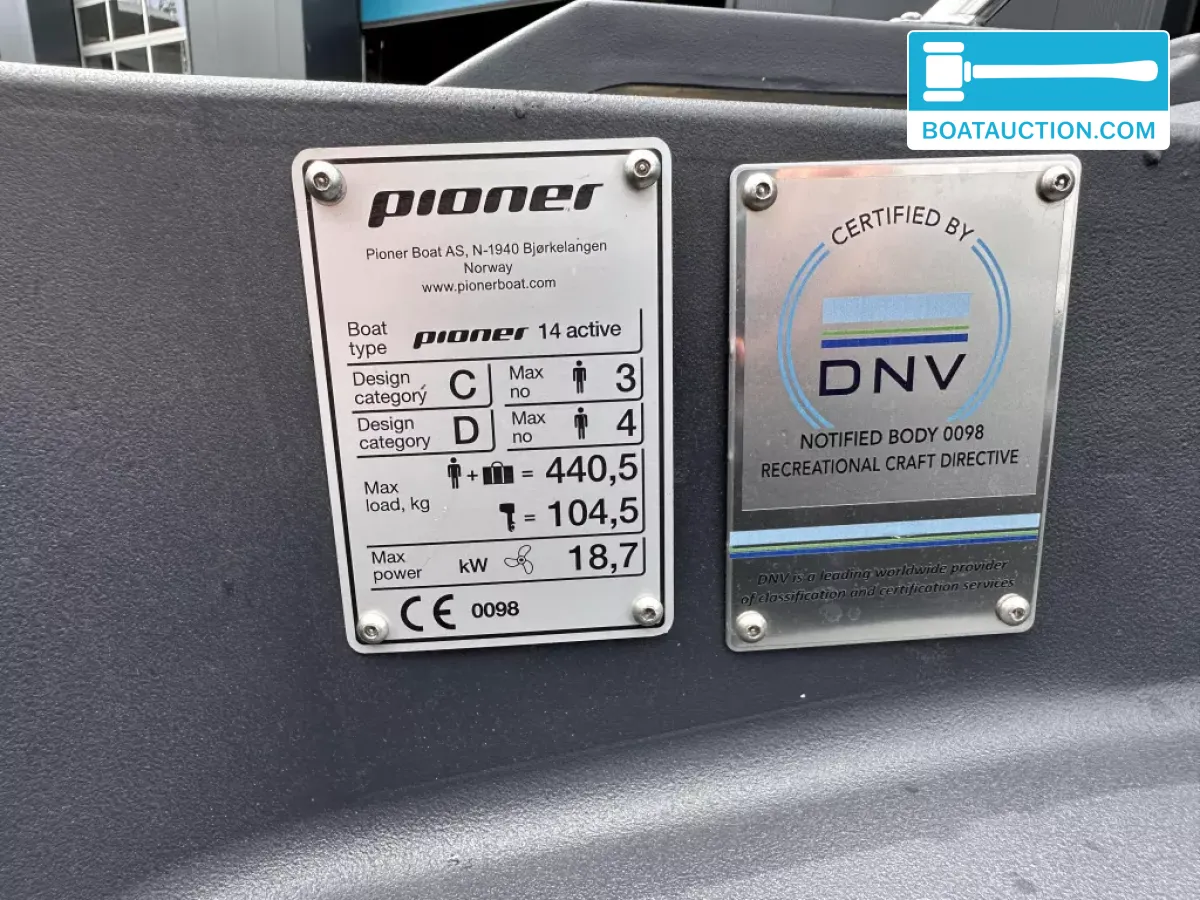 BOATAUCTION.COM
pioner
Pioner Boat AS, N-1940 Bjørkelangen
Norway
www.pionerboat.com
Boat type pioner 14 active
Design category C Max no 3
Design category D Max no 4
Max load, kg + = 440,5
= 104,5
Max power kW 18,7
CE 0098
CERTIFIED BY
DNV
NOTIFIED BODY 0098
RECREATIONAL CRAFT DIRECTIVE
DNV is a leading worldwide provider
of classification and certification services